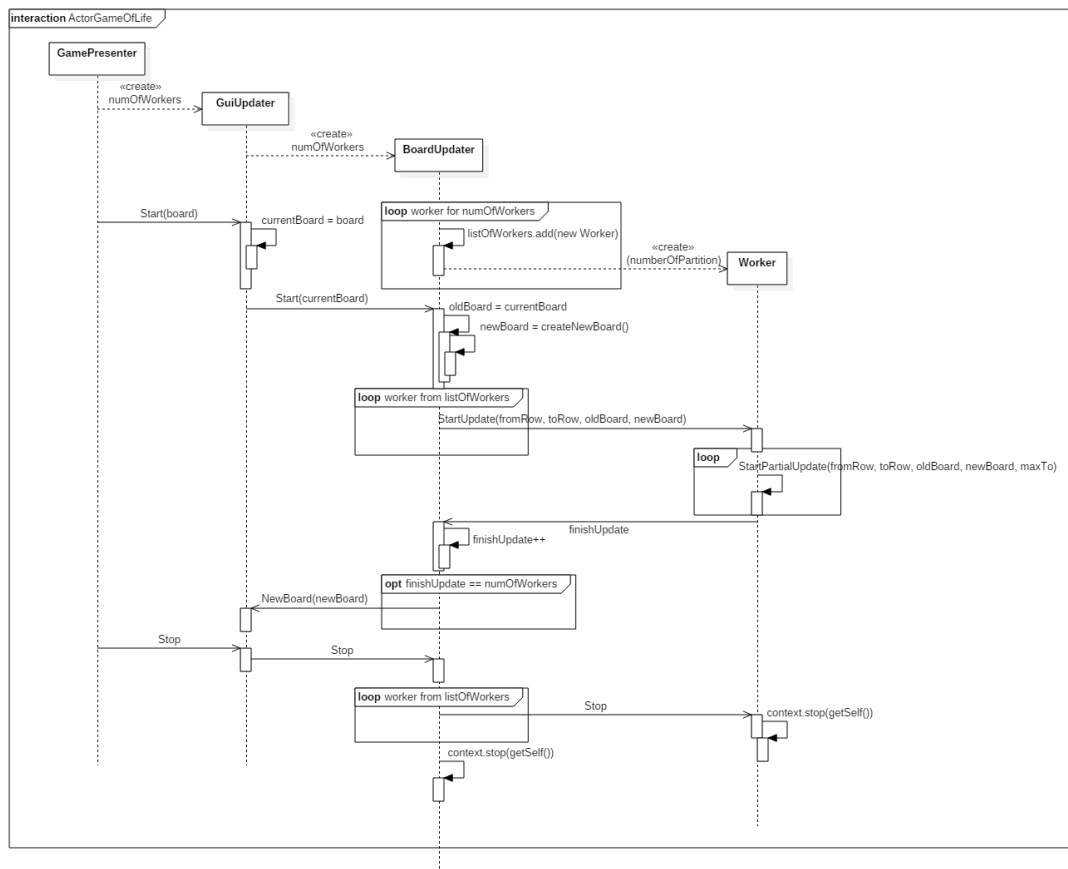 interaction ActorGameOfLife
GamePresenter
«create»
numOfWorkers
GuiUpdater
«create»
numOfWorkers
BoardUpdater
Start(board)
currentBoard = board
loop worker for numOfWorkers
listOfWorkers.add(new Worker)
«create»
(numberOfPartition)
Worker
Start(currentBoard)
oldBoard = currentBoard
newBoard = createNewBoard()
loop worker from listOfWorkers
StartUpdate(fromRow, toRow, oldBoard, newBoard)
loop
StartPartialUpdate(fromRow, toRow, oldBoard, newBoard, maxTo)
finishUpdate
finishUpdate++
opt finishUpdate == numOfWorkers
NewBoard(newBoard)
Stop
Stop
loop worker from listOfWorkers
Stop
context.stop(getSelf())
context.stop(getSelf())